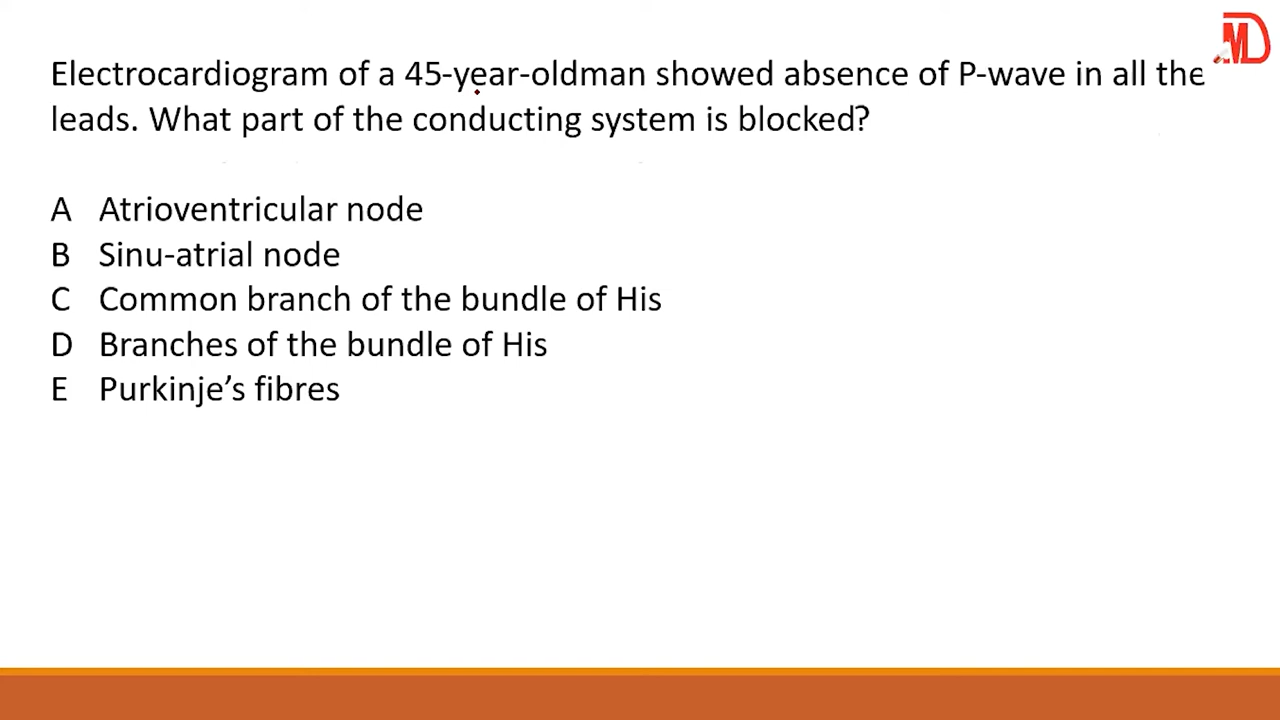 MD
Electrocardiogram of a 45-year-oldman showed absence of P-wave in all the
leads. What part of the conducting system is blocked?
A Atrioventricular node
B Sinu-atrial node
C Common branch of the bundle of His
D Branches of the bundle of His
E Purkinje’s fibres